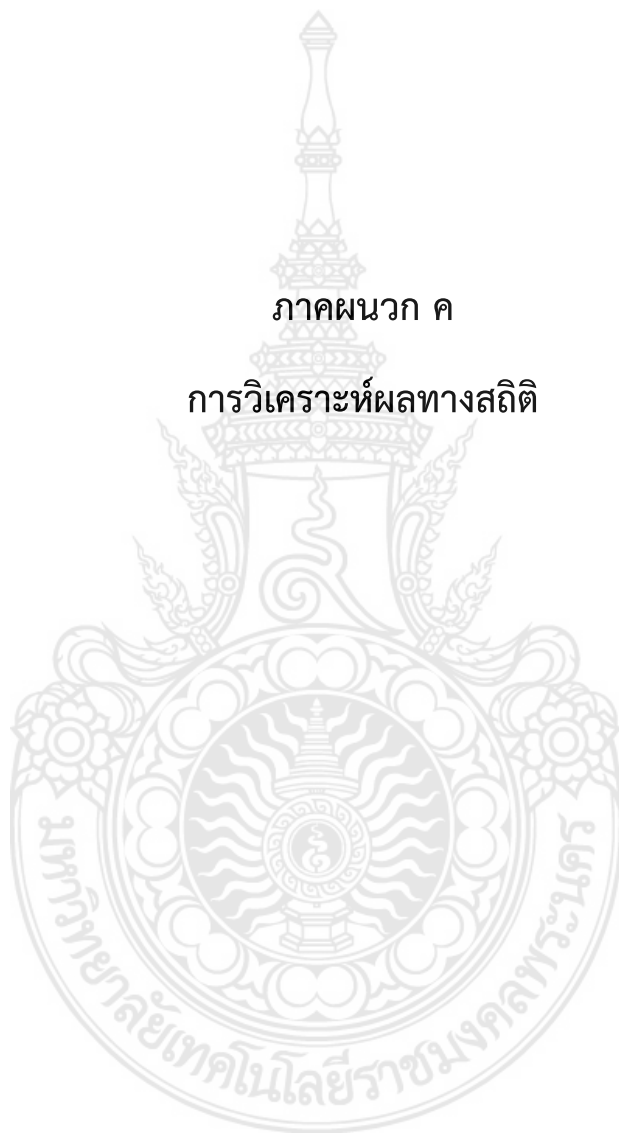 ภาคผนวก ค
การวิเคราะห์ผลทางสถิติ
มหาวิทยาลัยเทคโนโลยีราชมงคลพระนคร